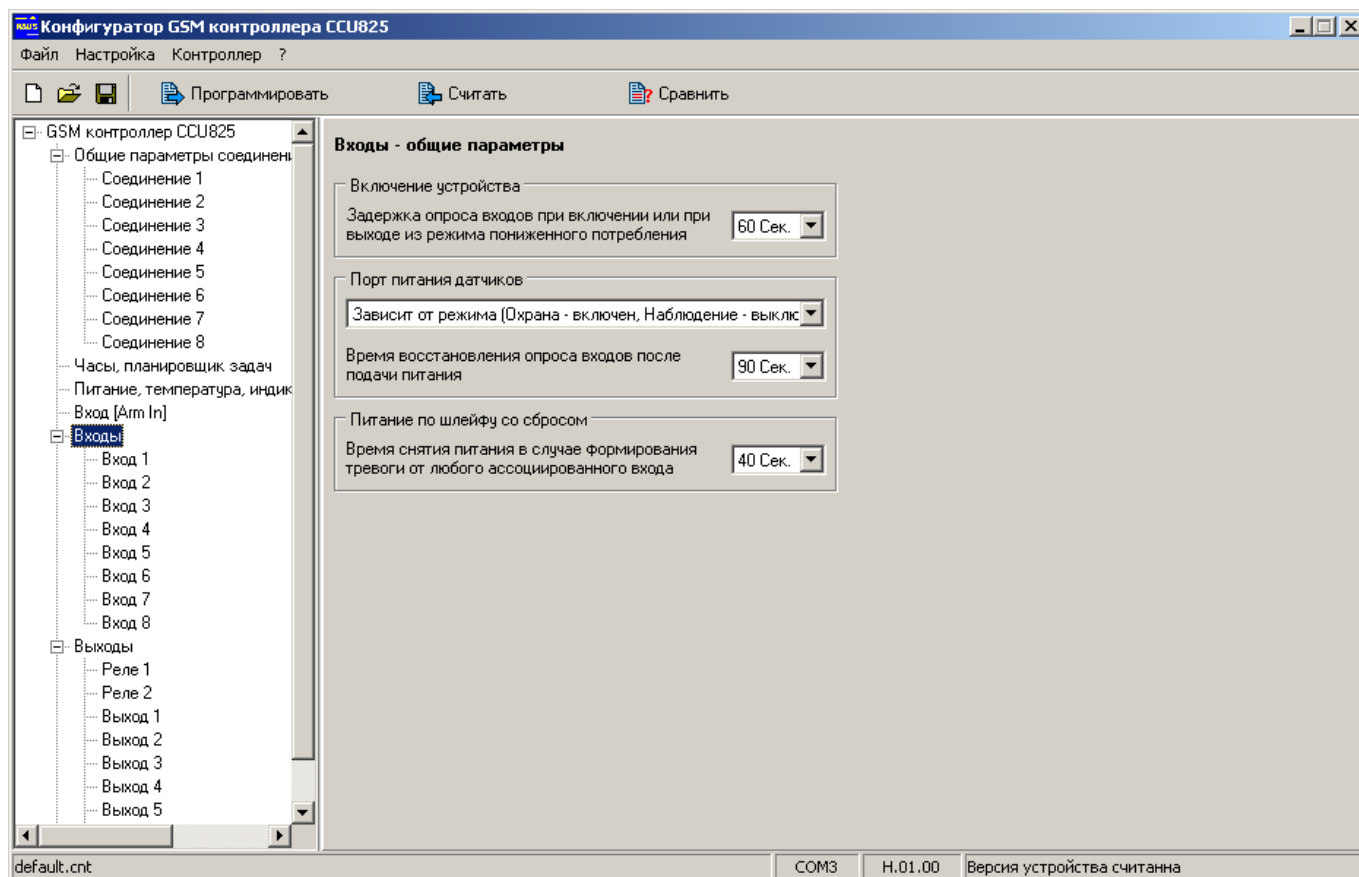 Конфигуратор GSM контроллера CCU825
Файл Настройка Контроллер ?
Программировать Считать Сравнить
GSM контроллер CCU825
Общие параметры соединени
Соединение 1
Соединение 2
Соединение 3
Соединение 4
Соединение 5
Соединение 6
Соединение 7
Соединение 8
Часы, планировщик задач
Питание, температура, индик
Вход [Arm In]
Входы
Вход 1
Вход 2
Вход 3
Вход 4
Вход 5
Вход 6
Вход 7
Вход 8
Выходы
Реле 1
Реле 2
Выход 1
Выход 2
Выход 3
Выход 4
Выход 5
Входы - общие параметры
Включение устройства
Задержка опроса входов при включении или при
выходе из режима пониженного потребления
60 Сек.
Порт питания датчиков
Зависит от режима (Охрана - включен, Наблюдение - выклю
Время восстановления опроса входов после
подачи питания
90 Сек.
Питание по шлейфу со сбросом
Время снятия питания в случае формирования
тревоги от любого ассоциированного входа
40 Сек.
default.cnt COM3 H.01.00 Версия устройства считанна